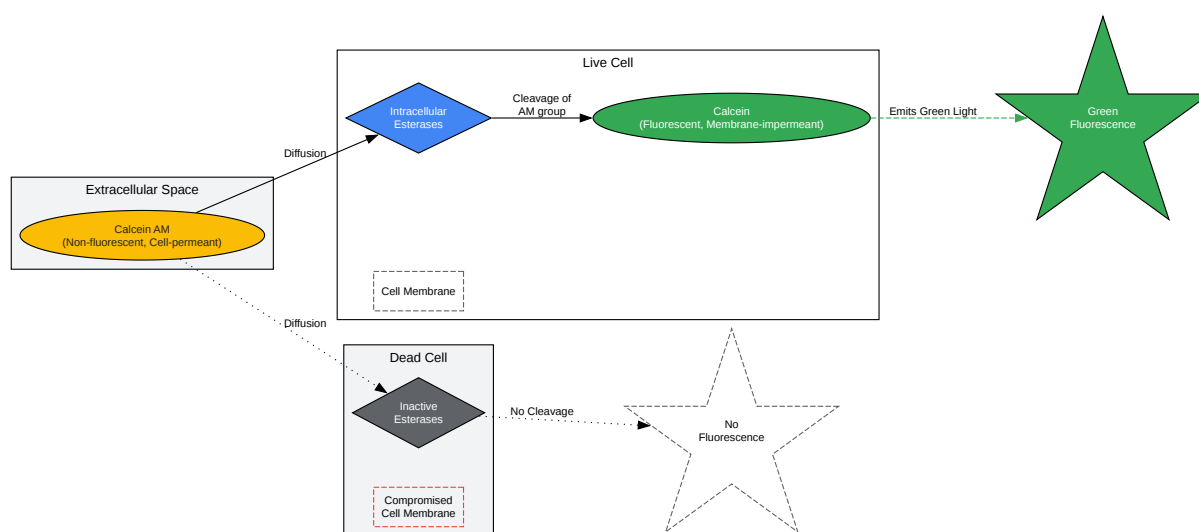 Live Cell
Intracellular
Esterases
Cleavage of
AM group
Calcein
(Fluorescent, Membrane-impermeant)
Emits Green Light
Green
Fluorescence
Diffusion
Extracellular Space
Calcein AM
(Non-fluorescent, Cell-permeant)
Cell Membrane
Diffusion
Dead Cell
Inactive
Esterases
No Cleavage
No
Fluorescence
Compromised
Cell Membrane